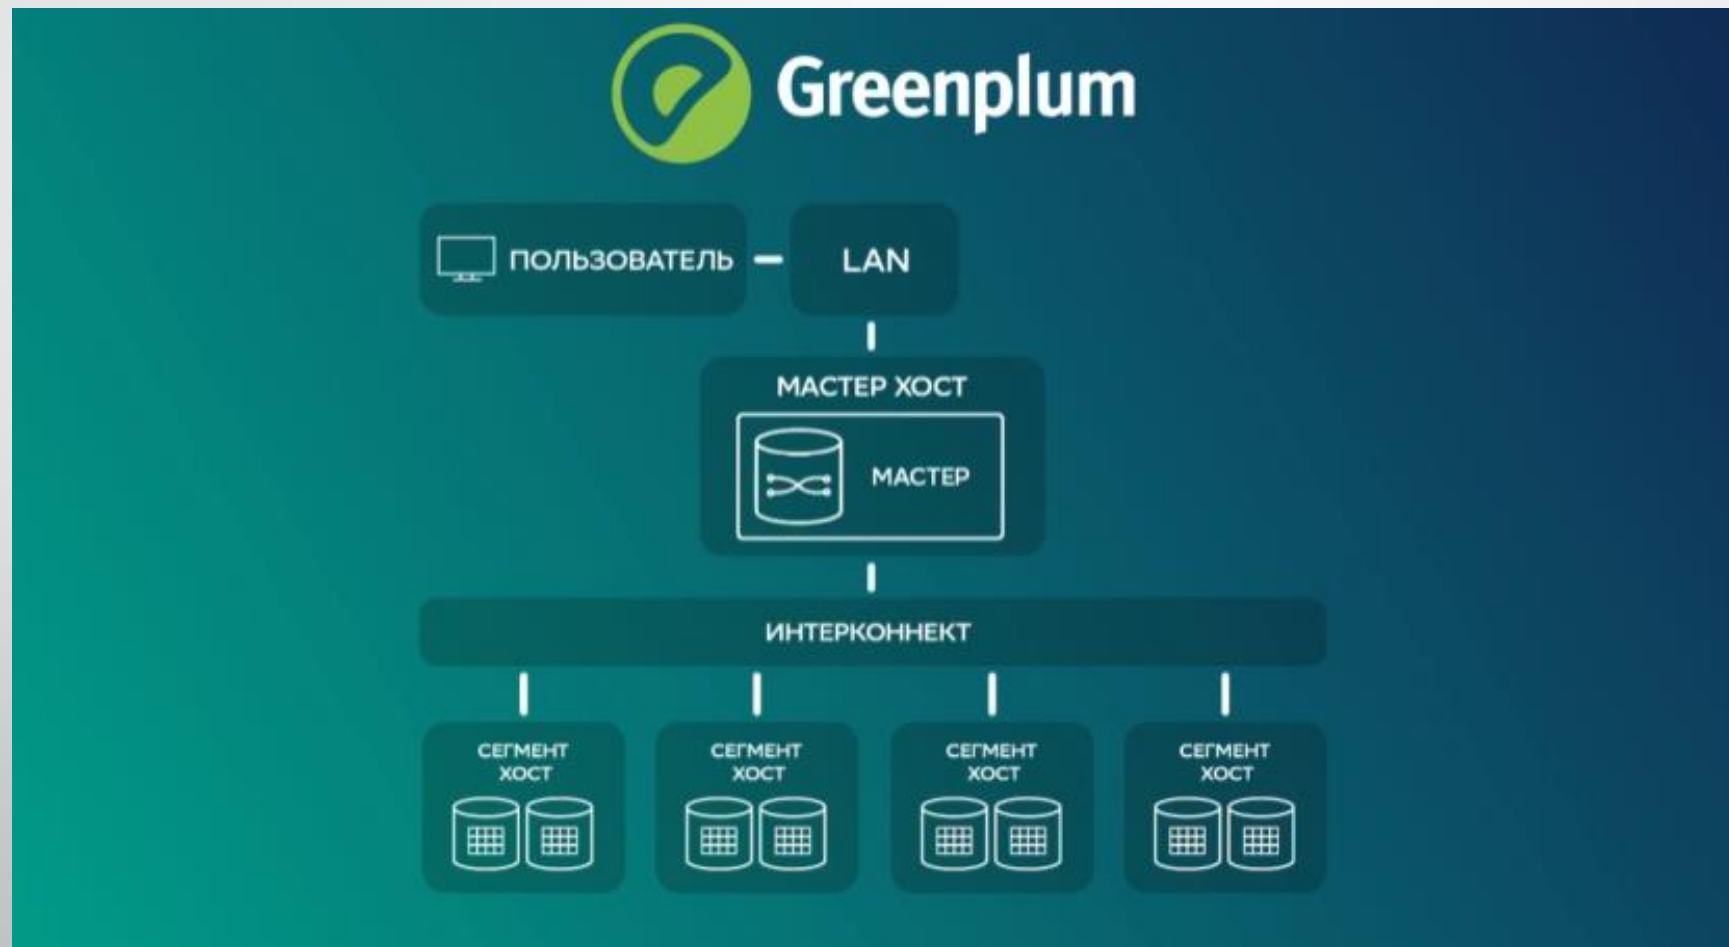 Greenplum
ПОЛЬЗОВАТЕЛЬ
LAN
МАСТЕР ХОСТ
МАСТЕР
ИНТЕРКОННЕКТ
СЕГМЕНТ
ХОСТ
СЕГМЕНТ
ХОСТ
СЕГМЕНТ
ХОСТ
СЕГМЕНТ
ХОСТ